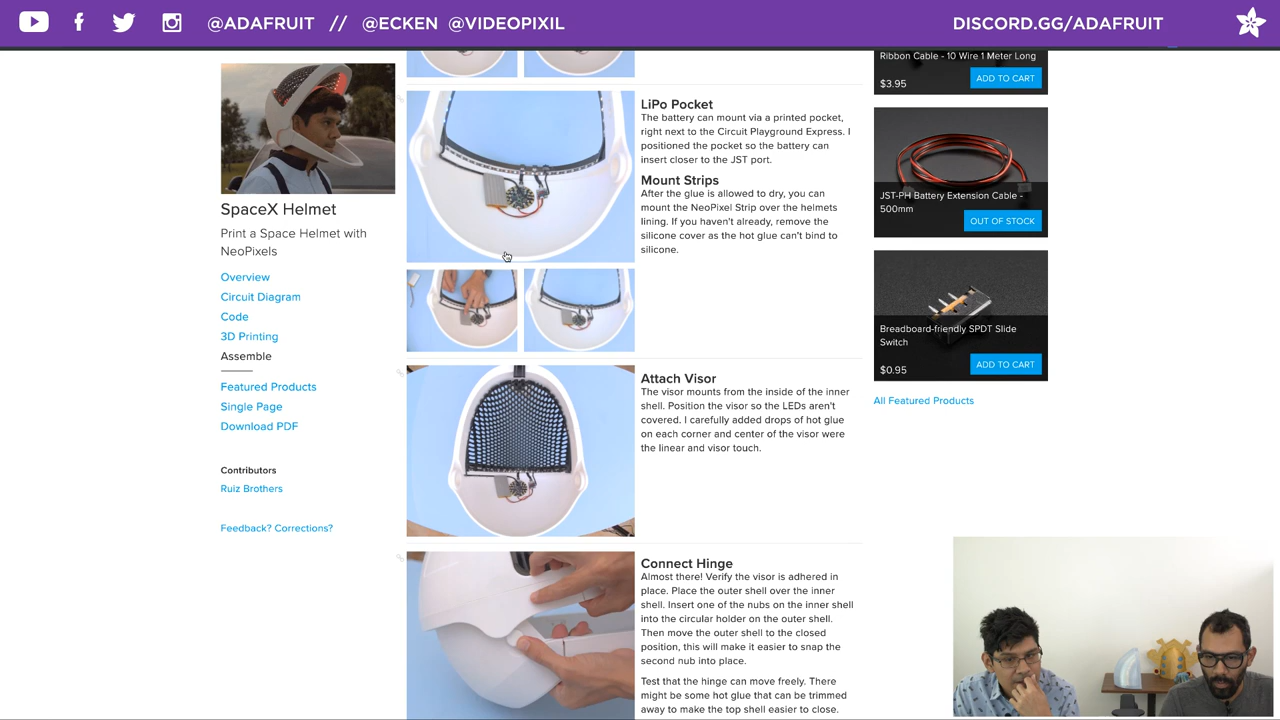 @ADAFRUIT // @ECKEN @VIDEOPIXIL
DISCORD.GG/ADAFRUIT
SpaceX Helmet
Print a Space Helmet with
NeoPixels
Overview
Circuit Diagram
Code
3D Printing
Assemble
Featured Products
Single Page
Download PDF
Contributors
Ruiz Brothers
Feedback? Corrections?
LiPo Pocket
The battery can mount via a printed pocket,
right next to the Circuit Playground Express. I
positioned the pocket so the battery can
insert closer to the JST port.
Mount Strips
After the glue is allowed to dry, you can
mount the NeoPixel Strip over the helmets
lining. If you haven't already, remove the
silicone cover as the hot glue can't bind to
silicone.
Attach Visor
The visor mounts from the inside of the inner
shell. Position the visor so the LEDs aren't
covered. I carefully added drops of hot glue
on each corner and center of the visor were
the linear and visor touch.
Connect Hinge
Almost there! Verify the visor is adhered in
place. Place the outer shell over the inner
shell. Insert one of the nubs on the inner shell
into the circular holder on the outer shell.
Then move the outer shell to the closed
position, this will make it easier to snap the
second nub into place.
Test that the hinge can move freely. There
might be some hot glue that can be trimmed
away to make the top shell easier to close.
Ribbon Cable - 10 Wire 1 Meter Long
$3.95
ADD TO CART
JST-PH Battery Extension Cable -
500mm
OUT OF STOCK
Breadboard-friendly SPDT Slide
Switch
$0.95
ADD TO CART
All Featured Products